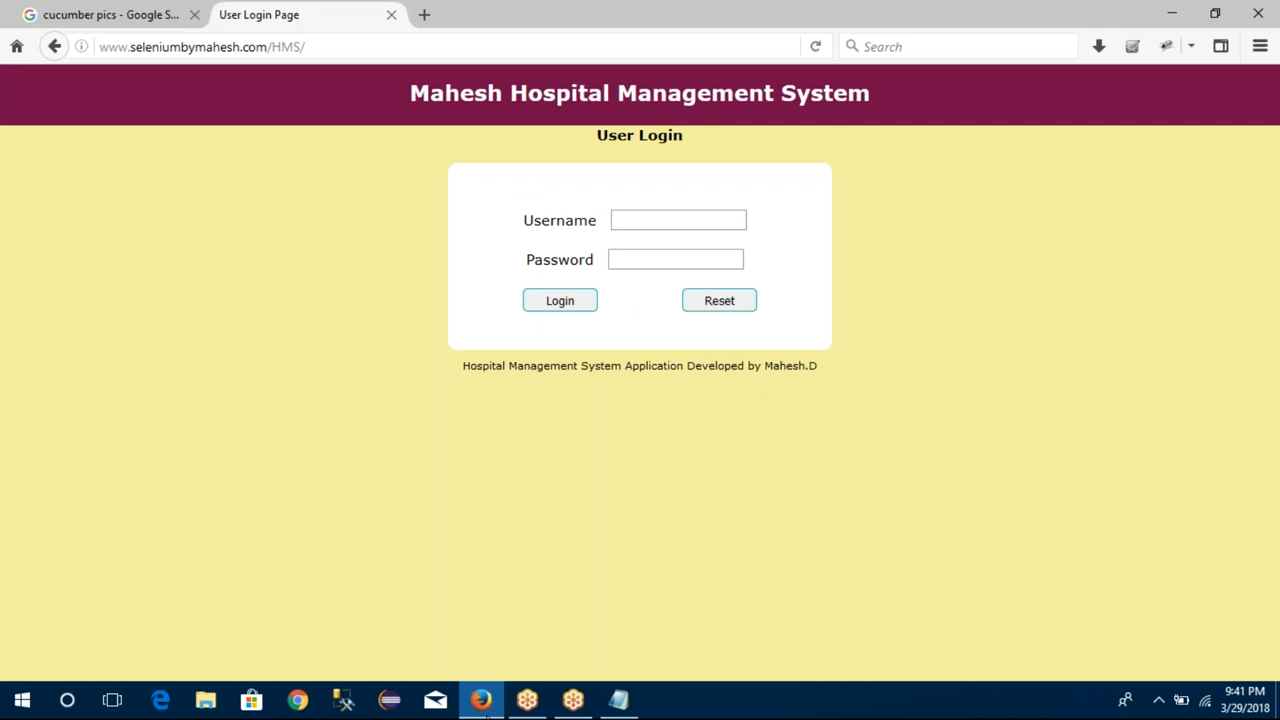 cucumber pics - Google S...
User Login Page
www.seleniumbymahesh.com/HMS/
Search
Mahesh Hospital Management System
User Login
Username
Password
Login
Reset
Hospital Management System Application Developed by Mahesh.D
9:41 PM
3/29/2018